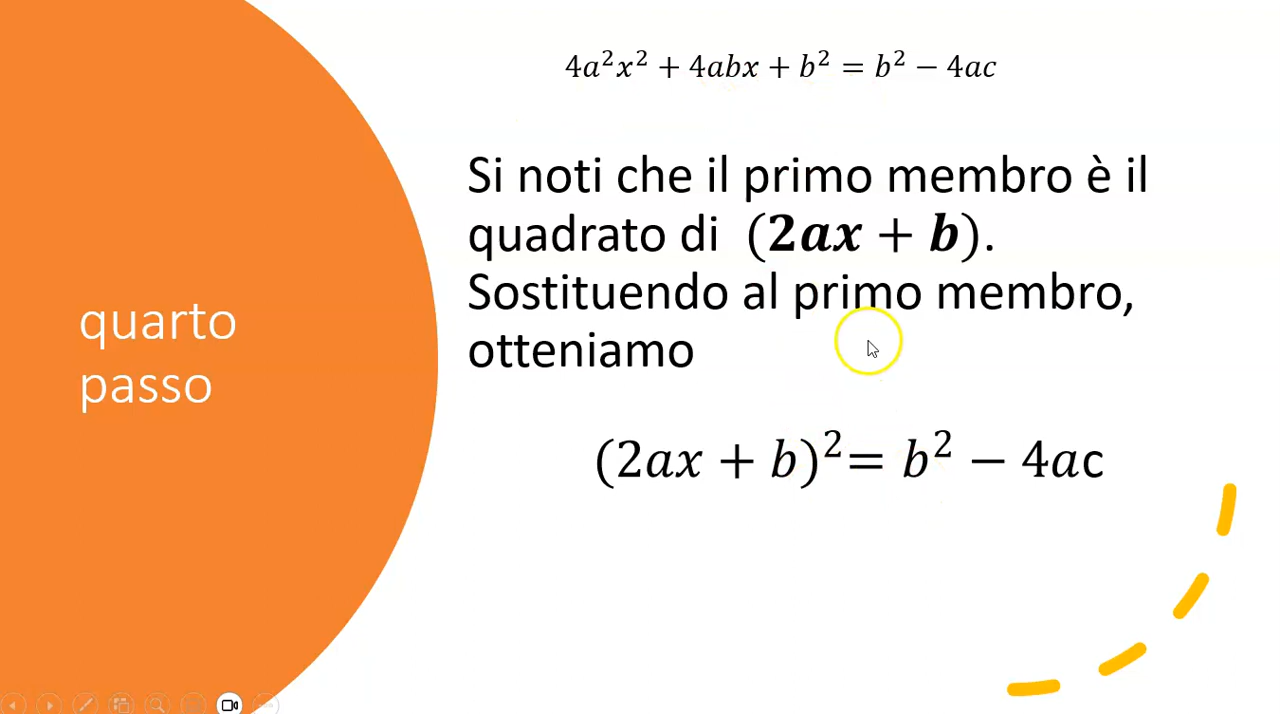 4a²x² + 4abx + b² = b² − 4ac
Si noti che il primo membro è il
quadrato di (2ax + b).
Sostituendo al primo membro,
otteniamo
quarto
passo
(2ax + b)²= b² − 4ac